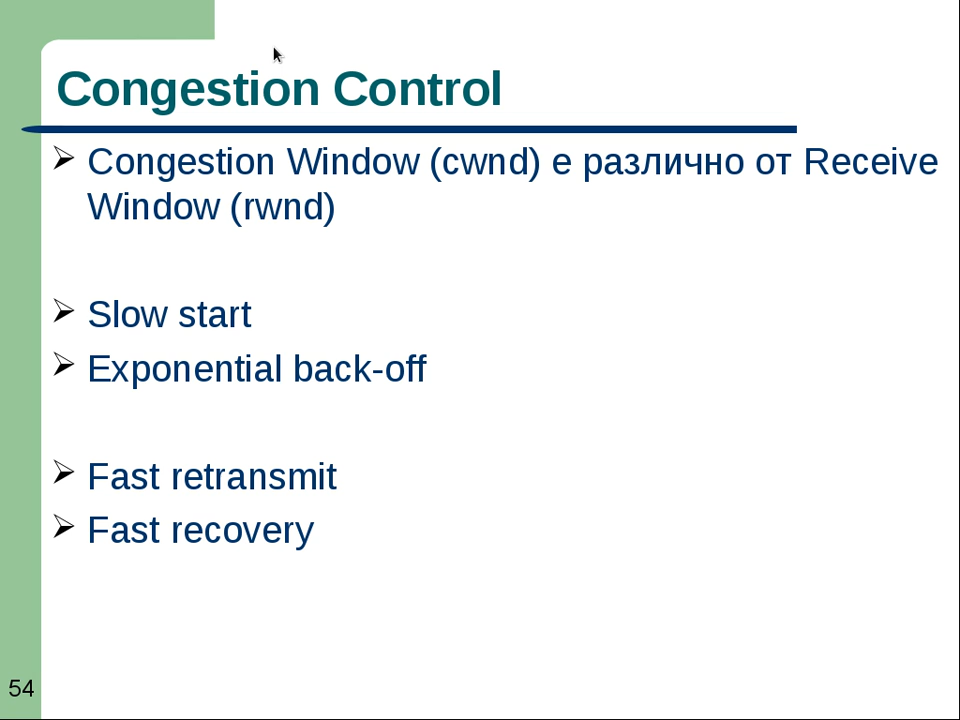 Congestion Control
Congestion Window (cwnd) е различно от Receive
Window (rwnd)
Slow start
Exponential back-off
Fast retransmit
Fast recovery
54